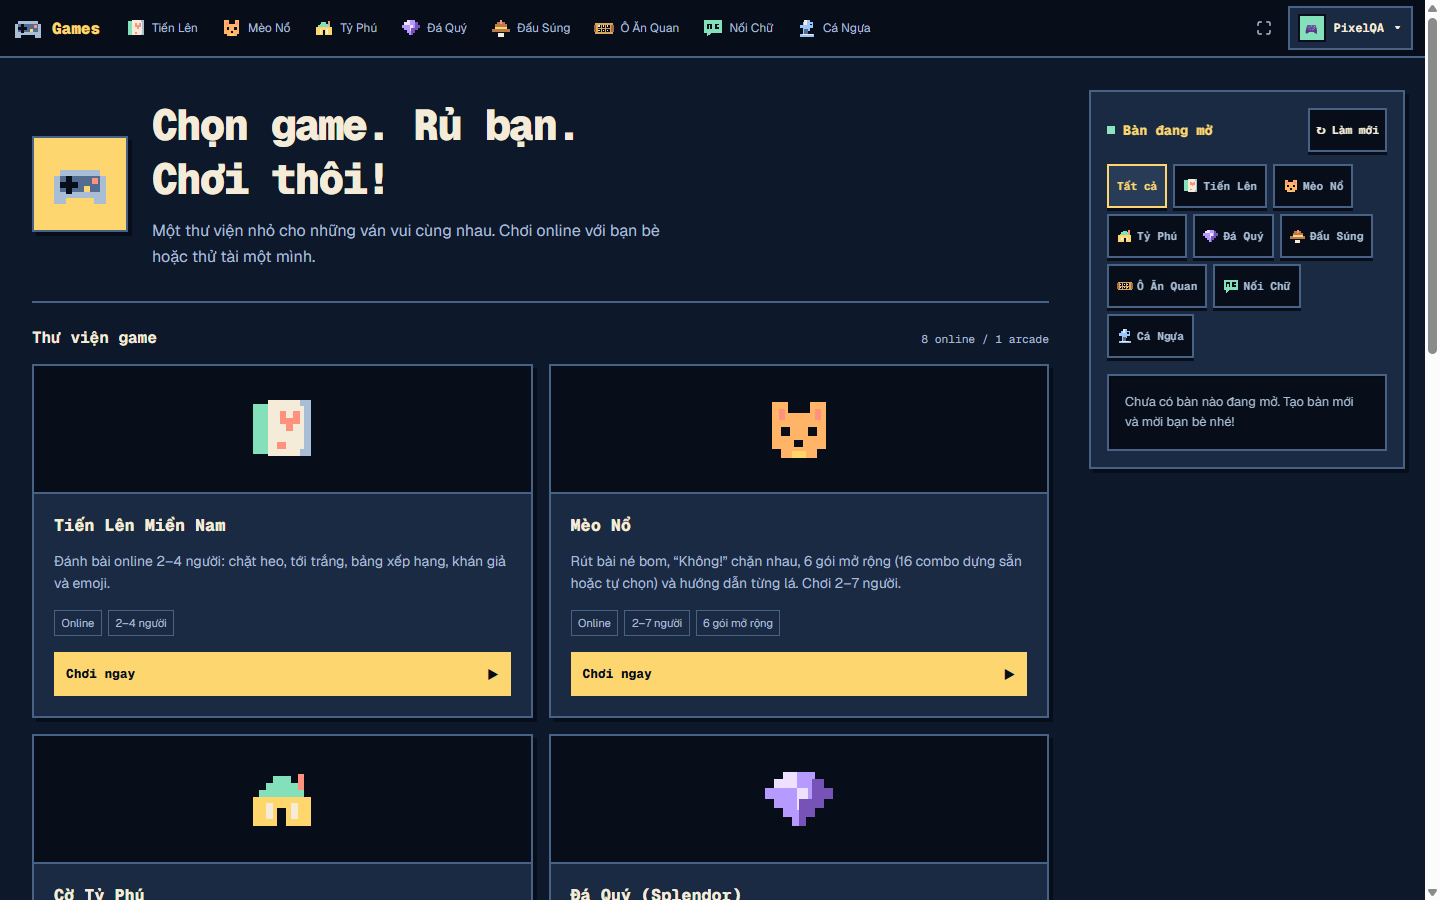 Games
Tiến Lên
Mèo Nổ
Tỷ Phú
Đá Quý
Đấu Súng
Ô Ăn Quan
Nối Chữ
Cá Ngựa
PixelQA
Chọn game. Rủ bạn.
Chơi thôi!
Một thư viện nhỏ cho những ván vui cùng nhau. Chơi online với bạn bè
hoặc thử tài một mình.
Thư viện game
8 online / 1 arcade
Tiến Lên Miền Nam
Đánh bài online 2–4 người: chặt heo, tới trắng, bảng xếp hạng, khán giả
và emoji.
Online
2–4 người
Chơi ngay
Mèo Nổ
Rút bài né bom, “Không!” chặn nhau, 6 gói mở rộng (16 combo dựng sẵn
hoặc tự chọn) và hướng dẫn từng lá. Chơi 2–7 người.
Online
2–7 người
6 gói mở rộng
Chơi ngay
Cờ Tỷ Phú
Đá Quý (Splendor)
Bàn đang mở
↻ Làm mới
Tất cả
Tiến Lên
Mèo Nổ
Tỷ Phú
Đá Quý
Đấu Súng
Ô Ăn Quan
Nối Chữ
Cá Ngựa
Chưa có bàn nào đang mở. Tạo bàn mới
và mời bạn bè nhé!